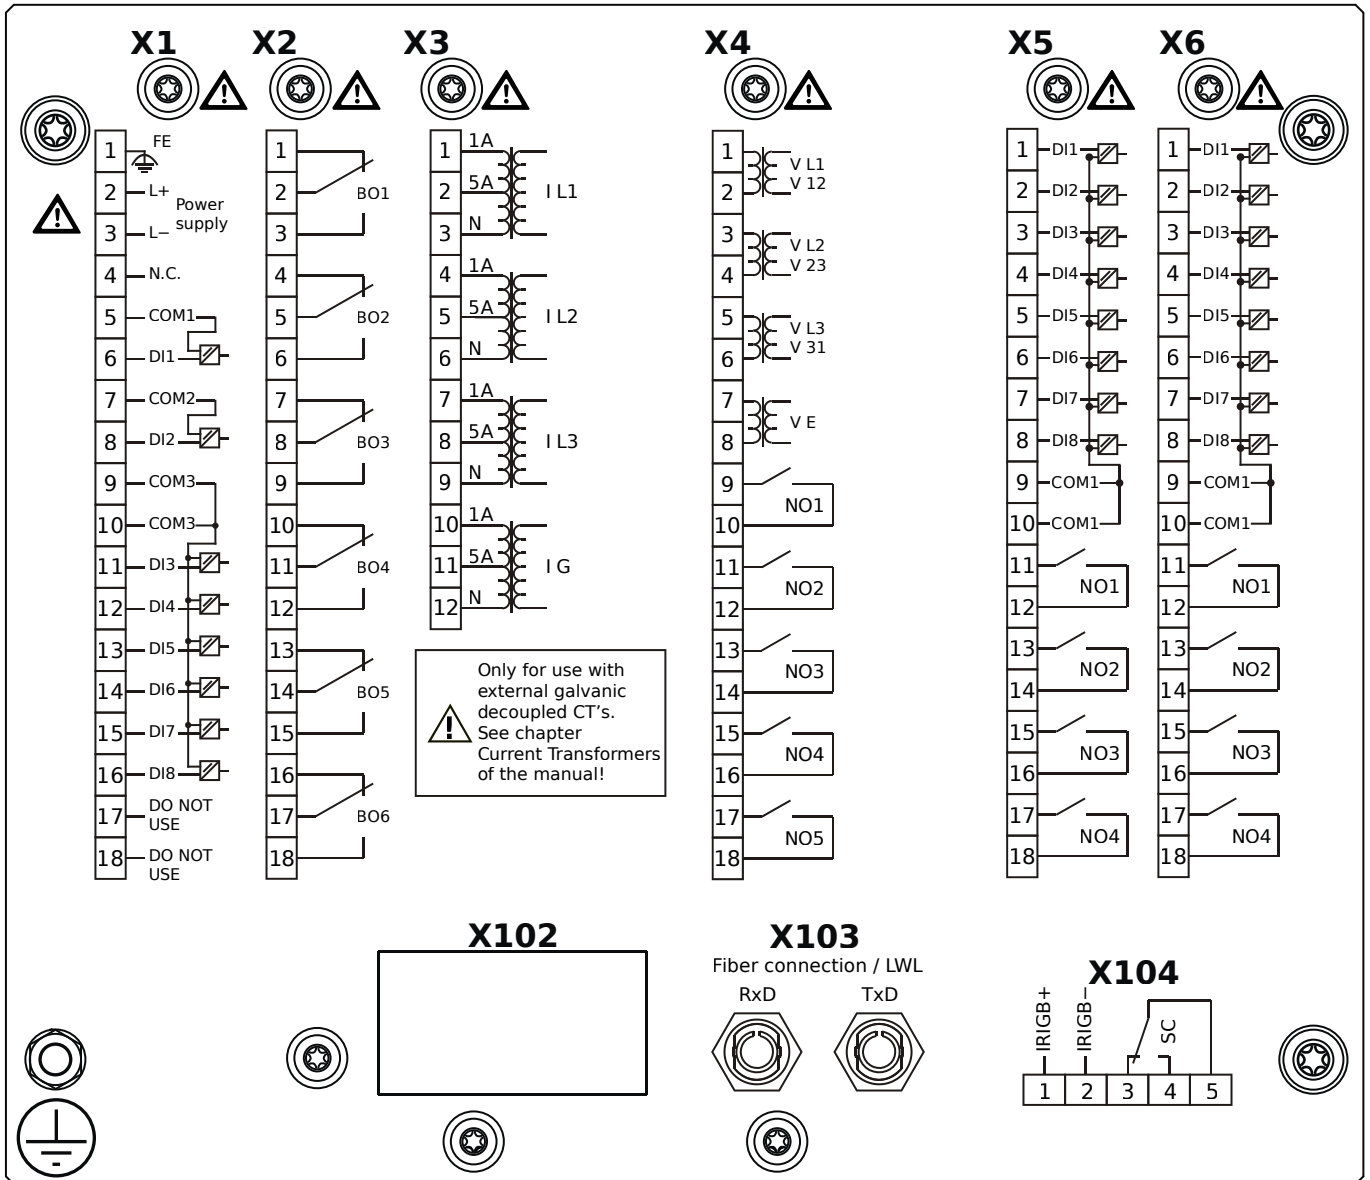 X1 X2 X3 X4 X5 X6
1 FE
2 L+
Power
supply
3 L−
4 N.C.
5 COM1
6 DI1
7 COM2
8 DI2
9 COM3
10 COM3
11 DI3
12 DI4
13 DI5
14 DI6
15 DI7
16 DI8
17 DO NOT
USE
18 DO NOT
USE
1
2 BO1
3
4
5 BO2
6
7
8 BO3
9
10
11 BO4
12
13
14 BO5
15
16
17 BO6
18
1 1A
2 5A I L1
3 N
4 1A
5 5A I L2
6 N
7 1A
8 5A I L3
9 N
10 1A
11 5A I G
12 N
Only for use with
external galvanic
decoupled CT's.
See chapter
Current Transformers
of the manual!
1 V L1
2 V 12
3 V L2
4 V 23
5 V L3
6 V 31
7
V E
8
9
NO1
10
11
NO2
12
13
NO3
14
15
NO4
16
17
NO5
18
1 DI1
2 DI2
3 DI3
4 DI4
5 DI5
6 DI6
7 DI7
8 DI8
9 COM1
10 COM1
11
NO1
12
13
NO2
14
15
NO3
16
17
NO4
18
1 DI1
2 DI2
3 DI3
4 DI4
5 DI5
6 DI6
7 DI7
8 DI8
9 COM1
10 COM1
11
NO1
12
13
NO2
14
15
NO3
16
17
NO4
18
X102
X103
Fiber connection / LWL
RxD TxD
X104
IRIGB+ IRIGB− SC
1 2 3 4 5